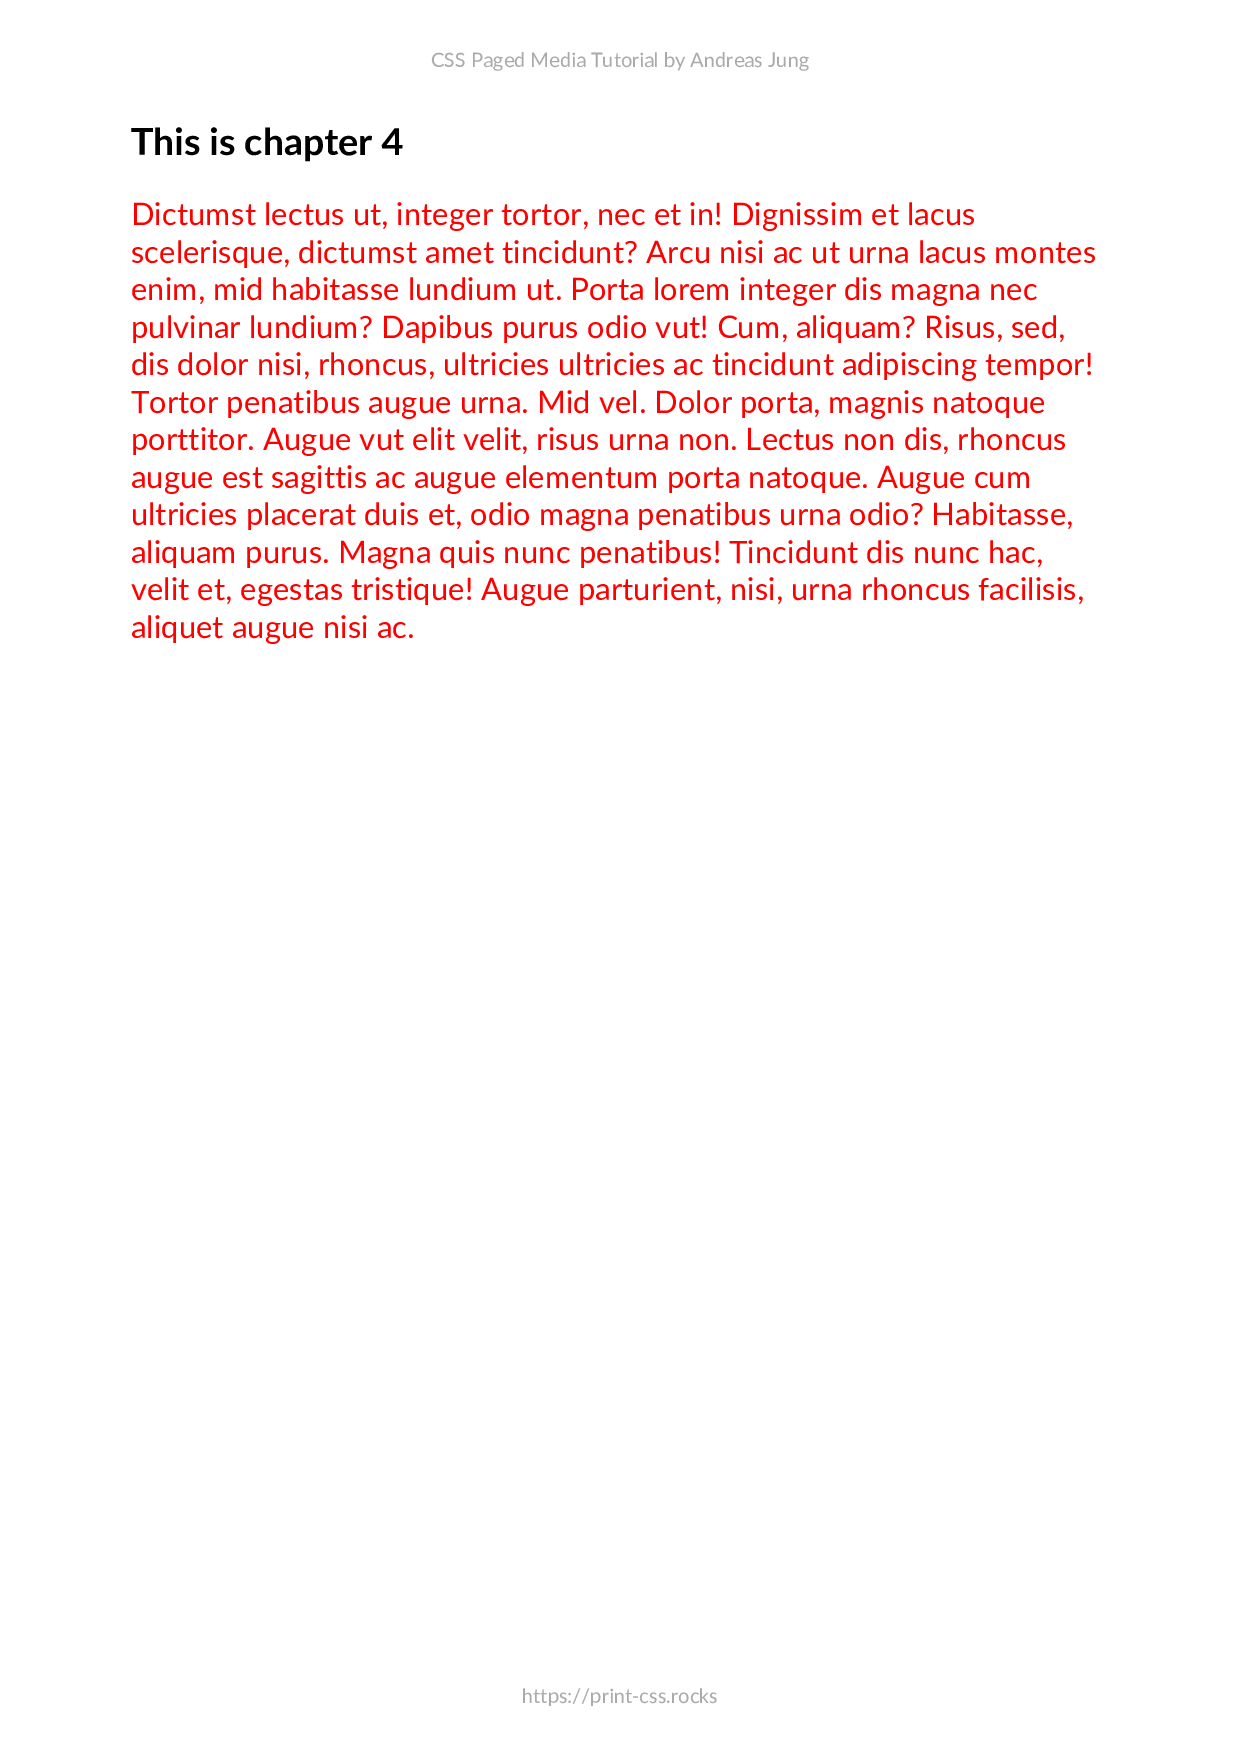 CSS Paged Media Tutorial by Andreas Jung
This is chapter 4
Dictumst lectus ut, integer tortor, nec et in! Dignissim et lacus
scelerisque, dictumst amet tincidunt? Arcu nisi ac ut urna lacus montes
enim, mid habitasse lundium ut. Porta lorem integer dis magna nec
pulvinar lundium? Dapibus purus odio vut! Cum, aliquam? Risus, sed,
dis dolor nisi, rhoncus, ultricies ultricies ac tincidunt adipiscing tempor!
Tortor penatibus augue urna. Mid vel. Dolor porta, magnis natoque
porttitor. Augue vut elit velit, risus urna non. Lectus non dis, rhoncus
augue est sagittis ac augue elementum porta natoque. Augue cum
ultricies placerat duis et, odio magna penatibus urna odio? Habitasse,
aliquam purus. Magna quis nunc penatibus! Tincidunt dis nunc hac,
velit et, egestas tristique! Augue parturient, nisi, urna rhoncus facilisis,
aliquet augue nisi ac.
https://print-css.rocks